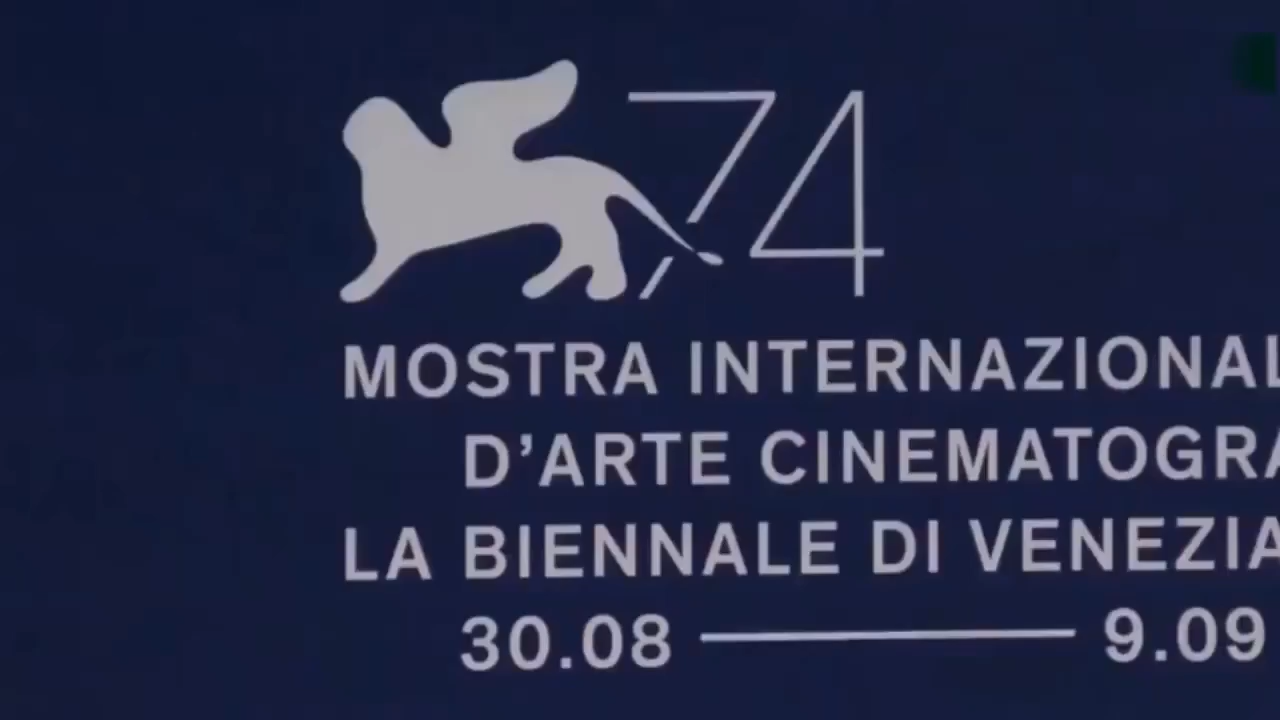 74
MOSTRA INTERNAZIONAL
D’ARTE CINEMATOGRA
LA BIENNALE DI VENEZIA
30.08 — 9.09